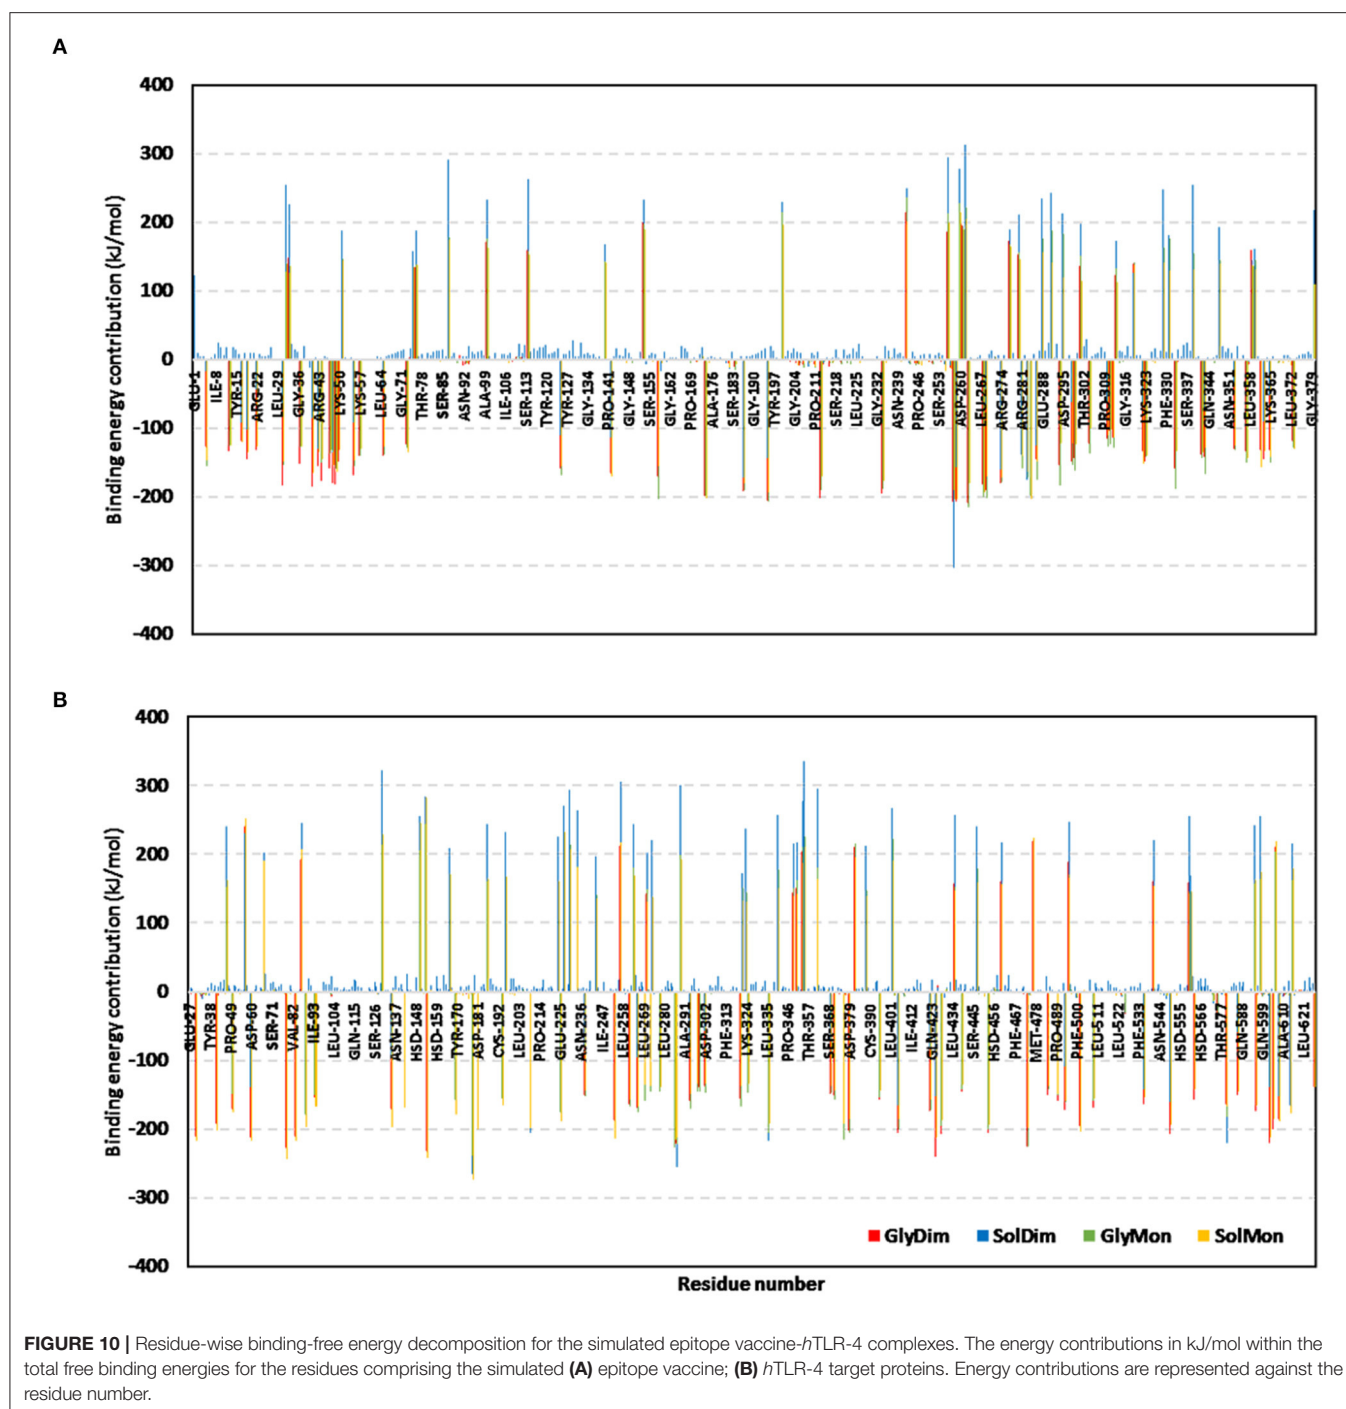 A
400
300
200
100
0
-100
-200
-300
-400
Binding energy contribution (kJ/mol)
GLU-1
ILE-8
TYR-15
ARG-22
LEU-29
GLY-36
ARG-43
LYS-50
LYS-57
LEU-64
GLY-71
THR-78
SER-85
ASN-92
ALA-99
ILE-106
SER-113
TYR-120
TYR-127
GLY-134
PRO-141
GLY-148
SER-155
GLY-162
PRO-169
ALA-176
SER-183
GLY-190
TYR-197
GLY-204
PRO-211
SER-218
LEU-225
GLY-232
ASN-239
PRO-246
SER-253
ASP-260
LEU-267
ARG-274
ARG-281
GLU-288
ASP-295
THR-302
PRO-309
GLY-316
LYS-323
PHE-330
SER-337
GLN-344
ASN-351
LEU-358
LYS-365
LEU-372
GLY-379
B
400
300
200
100
0
-100
-200
-300
-400
Binding energy contribution (kJ/mol)
GLU-27
TYR-38
PRO-49
ASP-60
SER-71
VAL-82
ILE-93
LEU-104
GLN-115
SER-126
ASN-137
HSD-148
HSD-159
TYR-170
ASP-181
CYS-192
LEU-203
PRO-214
GLU-225
ASN-236
ILE-247
LEU-258
LEU-269
LEU-280
ALA-291
ASP-302
PHE-313
LYS-324
LEU-335
PRO-346
THR-357
SER-368
ASP-379
CYS-390
LEU-401
ILE-412
GLN-423
LEU-434
SER-445
HSD-456
PHE-467
MET-478
PRO-489
PHE-500
LEU-511
LEU-522
PHE-533
ASN-544
HSD-555
HSD-566
THR-577
GLN-588
GLN-599
ALA-610
LEU-621
GlyDim SolDim GlyMon SolMon
Residue number
FIGURE 10 | Residue-wise binding-free energy decomposition for the simulated epitope vaccine-hTLR-4 complexes. The energy contributions in kJ/mol within the
total free binding energies for the residues comprising the simulated (A) epitope vaccine; (B) hTLR-4 target proteins. Energy contributions are represented against the
residue number.